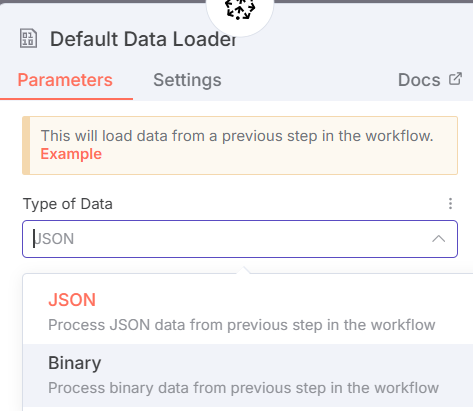 Default Data Loader
Parameters Settings Docs
This will load data from a previous step in the workflow.
Example
Type of Data
JSON
JSON
Process JSON data from previous step in the workflow
Binary
Process binary data from previous step in the workflow